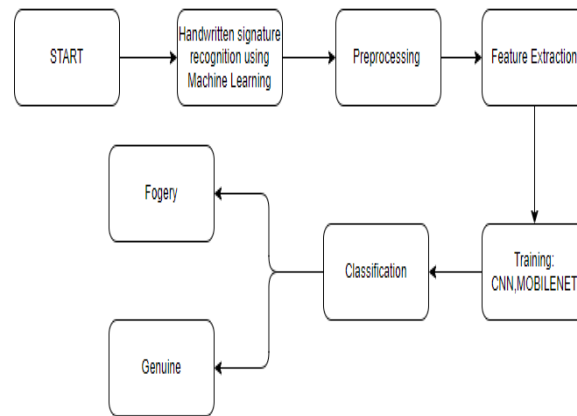 START
Handwritten signature
recognition using
Machine Learning
Preprocessing
Feature Extraction
Training:
CNN,MOBILENET
Classification
Fogery
Genuine